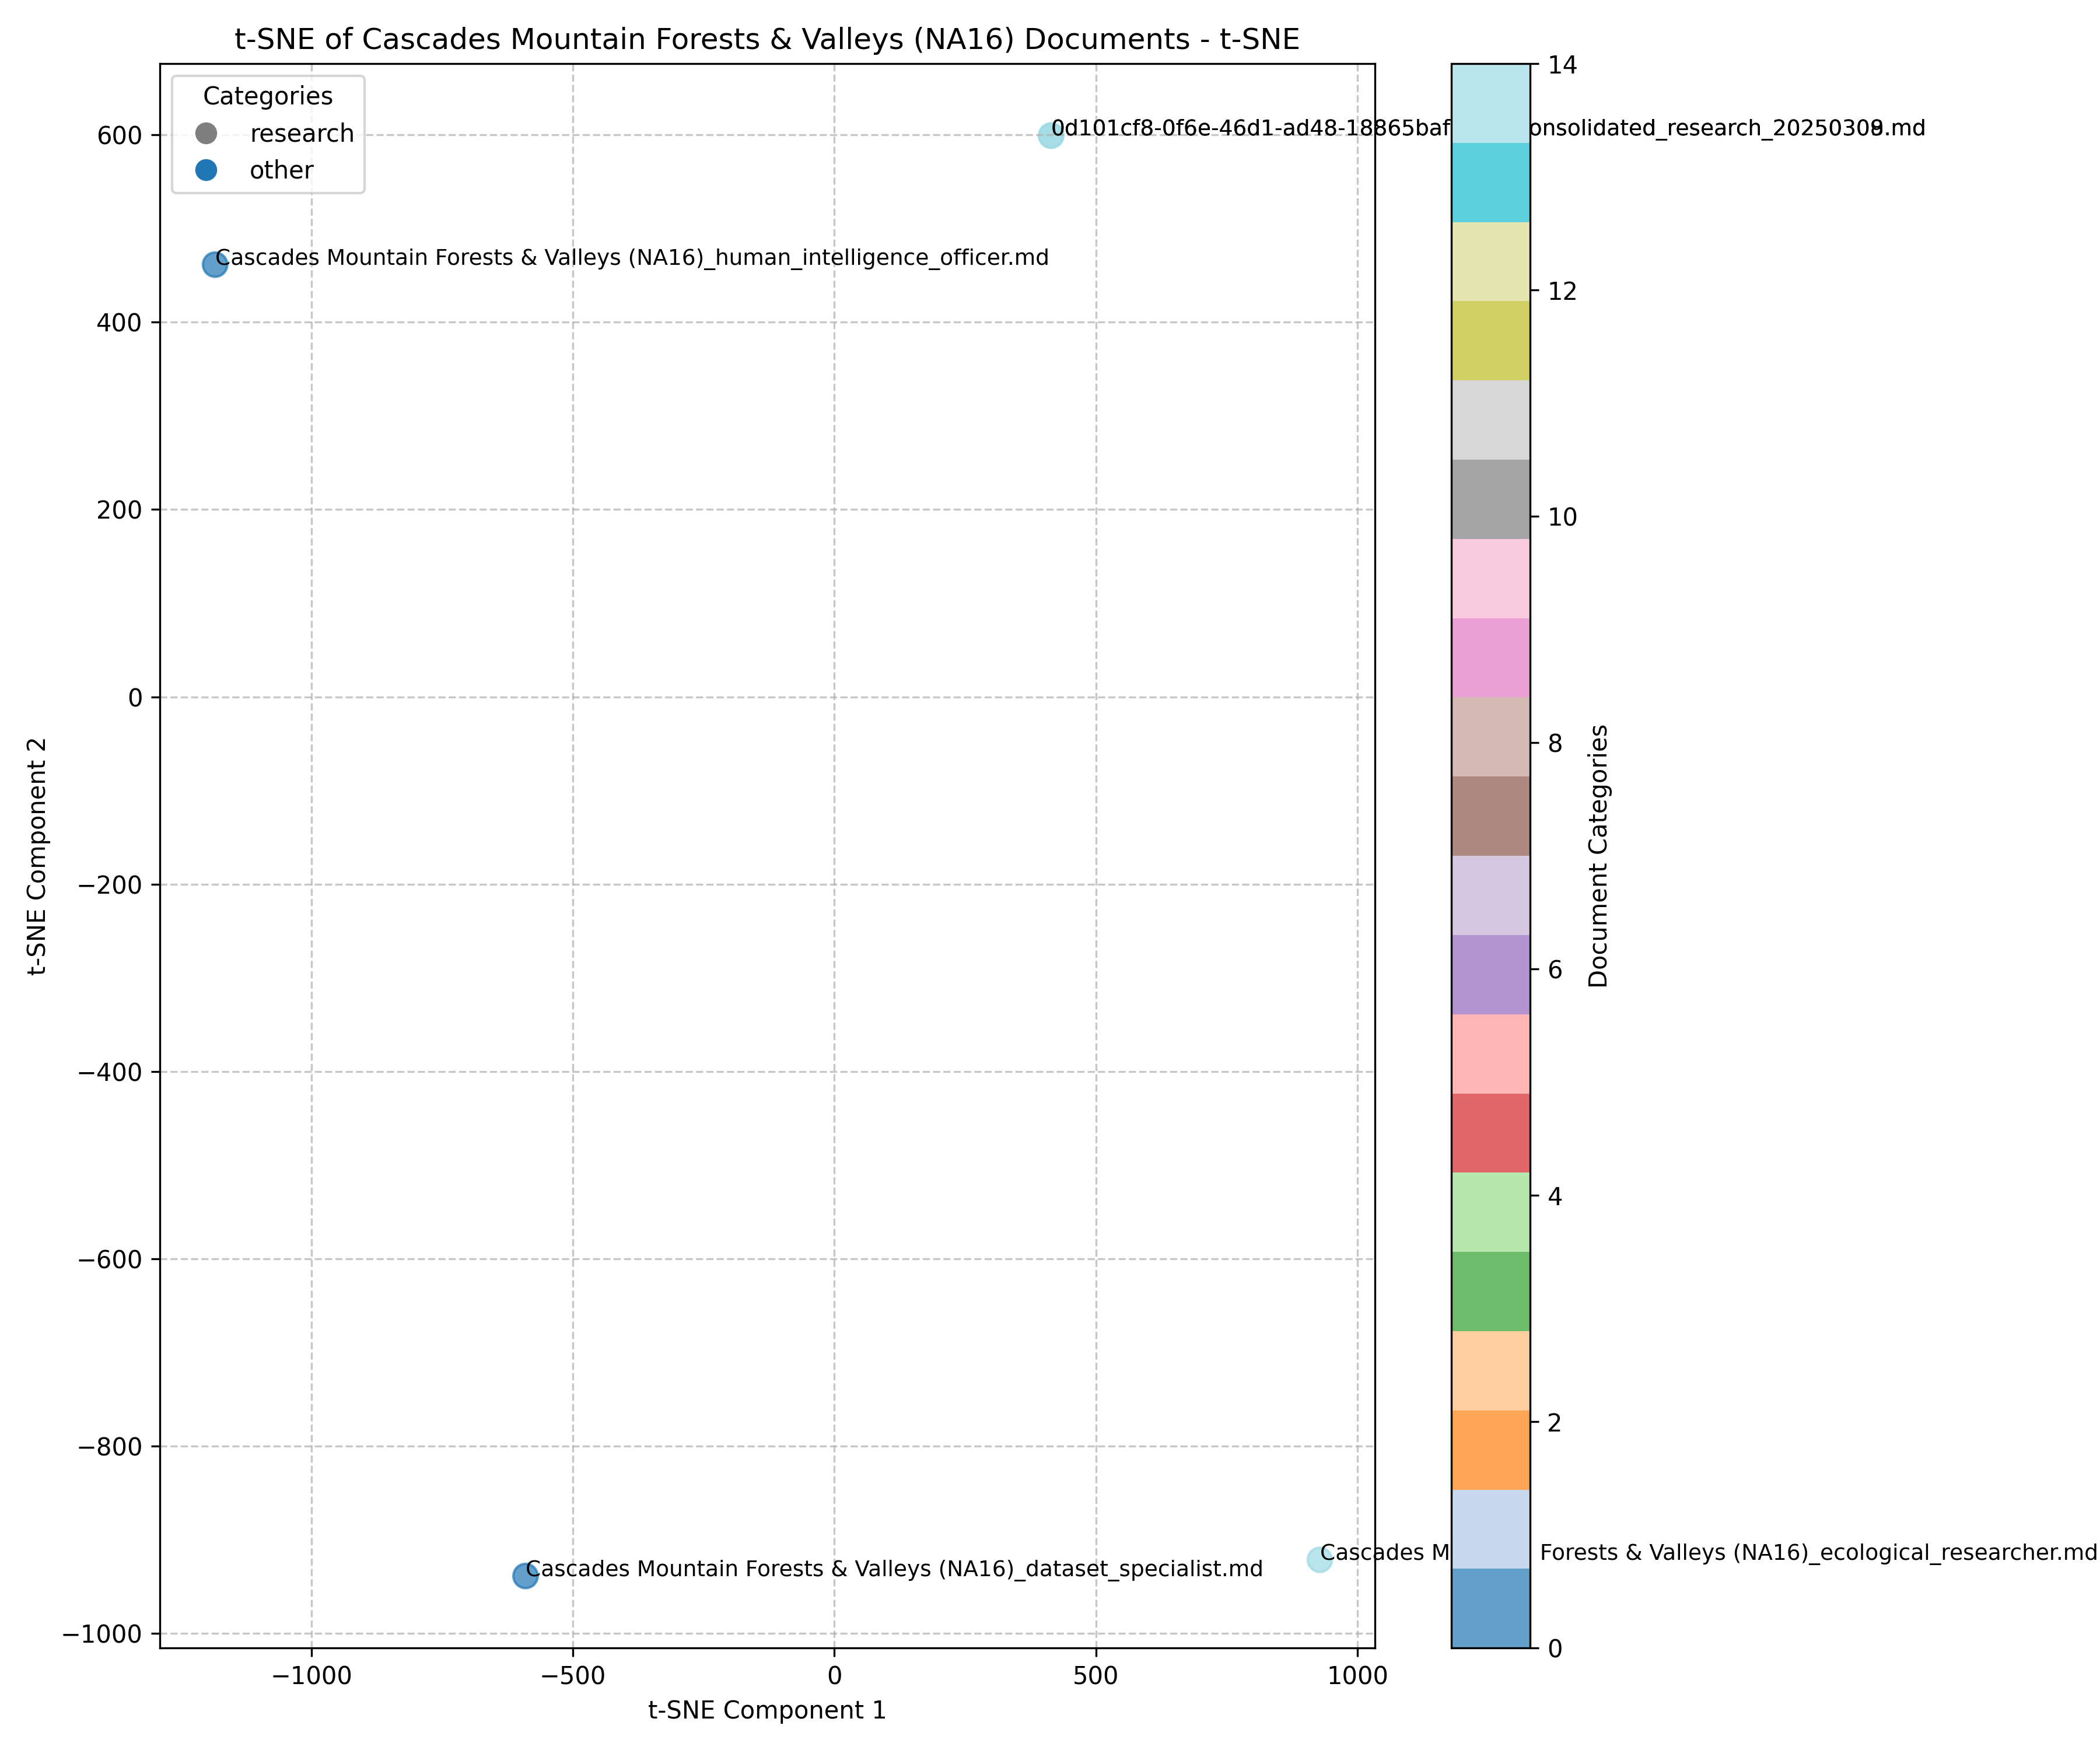 t-SNE of Cascades Mountain Forests & Valleys (NA16) Documents - t-SNE
Categories
research
other
0d101cf8-0f6e-46d1-ad48-18865baf
onsolidated_research_2025030
.md
Cascades Mountain Forests & Valleys (NA16)_human_intelligence_officer.md
Cascades Mountain Forests & Valleys (NA16)_dataset_specialist.md
Cascades M
Forests & Valleys (NA16)_ecological_researcher.md
600
400
200
0
−200
−400
−600
−800
−1000
t-SNE Component 2
−1000
−500
0
500
1000
t-SNE Component 1
14
12
10
8
6
4
2
0
Document Categories